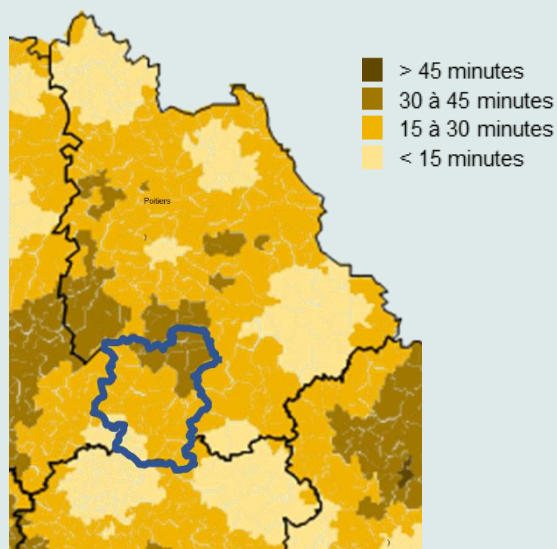 > 45 minutes
30 à 45 minutes
15 à 30 minutes
< 15 minutes
Poitiers